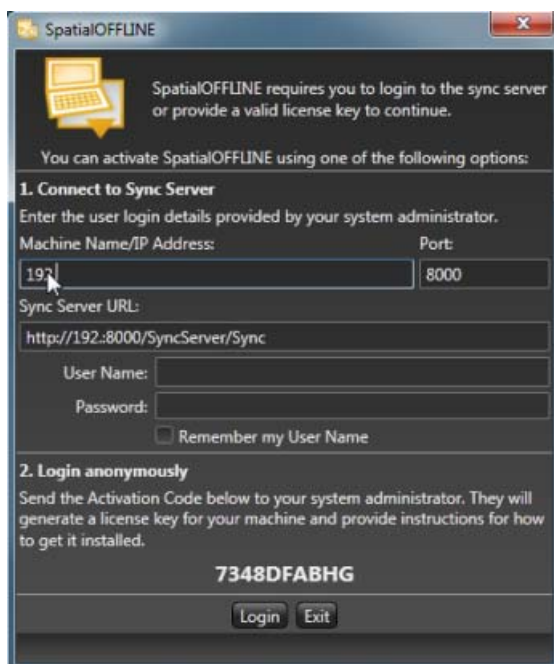 SpatialOFFLINE
SpatialOFFLINE requires you to login to the sync server
or provide a valid license key to continue.
You can activate SpatialOFFLINE using one of the following options:
1. Connect to Sync Server
Enter the user login details provided by your system administrator.
Machine Name/IP Address: Port:
192. 8000
Sync Server URL:
http://192.:8000/SyncServer/Sync
User Name:
Password:
Remember my User Name
2. Login anonymously
Send the Activation Code below to your system administrator. They will
generate a license key for your machine and provide instructions for how
to get it installed.
7348DFABHG
Login Exit